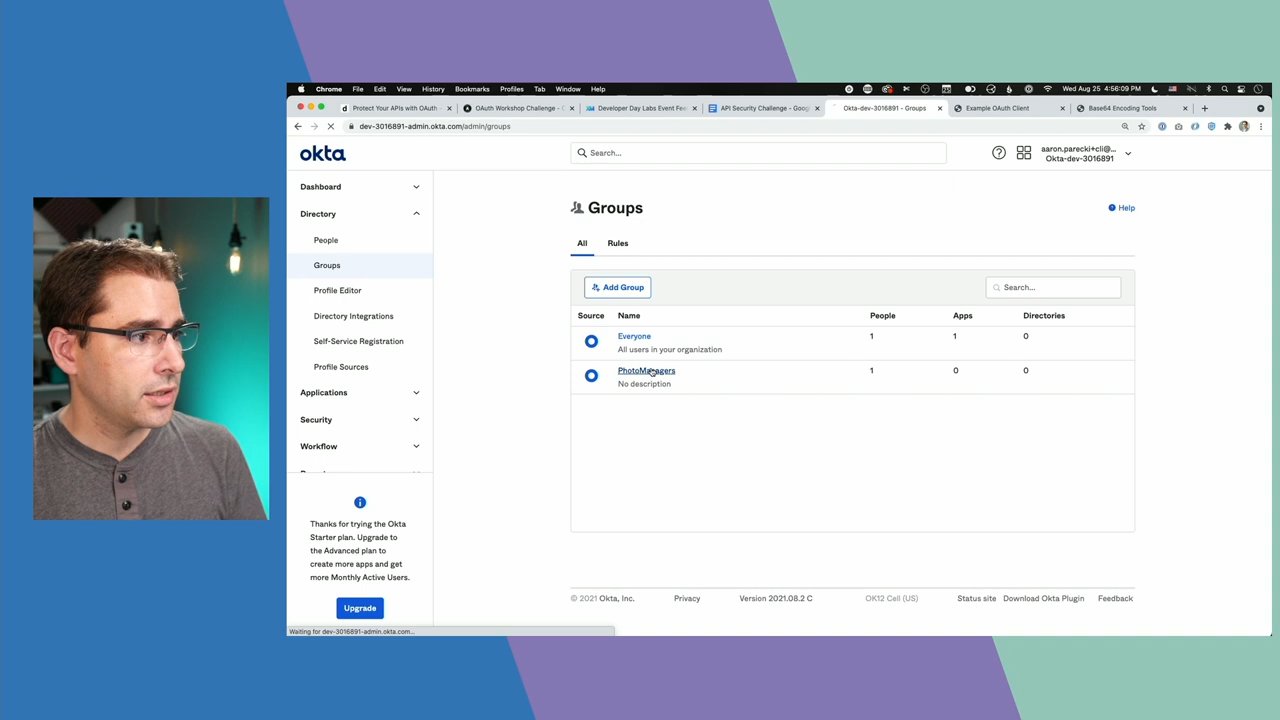 Chrome File Edit View History Bookmarks Profiles Tab Window Help
Wed Aug 25 4:56:09 PM
Protect Your APIs with OAuth
OAuth Workshop Challenge -
Developer Day Labs Event Fee
API Security Challenge - Goog
Okta-dev-3016891 - Groups
Example OAuth Client
Base64 Encoding Tools
dev-3016891-admin.okta.com/admin/groups
okta
Search...
aaron.parecki+cli@...
Okta-dev-3016891
Dashboard
Directory
People
Groups
Profile Editor
Directory Integrations
Self-Service Registration
Profile Sources
Applications
Security
Workflow
Thanks for trying the Okta
Starter plan. Upgrade to
the Advanced plan to
create more apps and get
more Monthly Active Users.
Upgrade
Groups
Help
All Rules
Add Group
Search...
Source Name People Apps Directories
Everyone 1 1 0
All users in your organization
PhotoManagers 1 0 0
No description
© 2021 Okta, Inc. Privacy Version 2021.08.2 C OK12 Cell (US) Status site Download Okta Plugin Feedback
Waiting for dev-3016891-admin.okta.com...